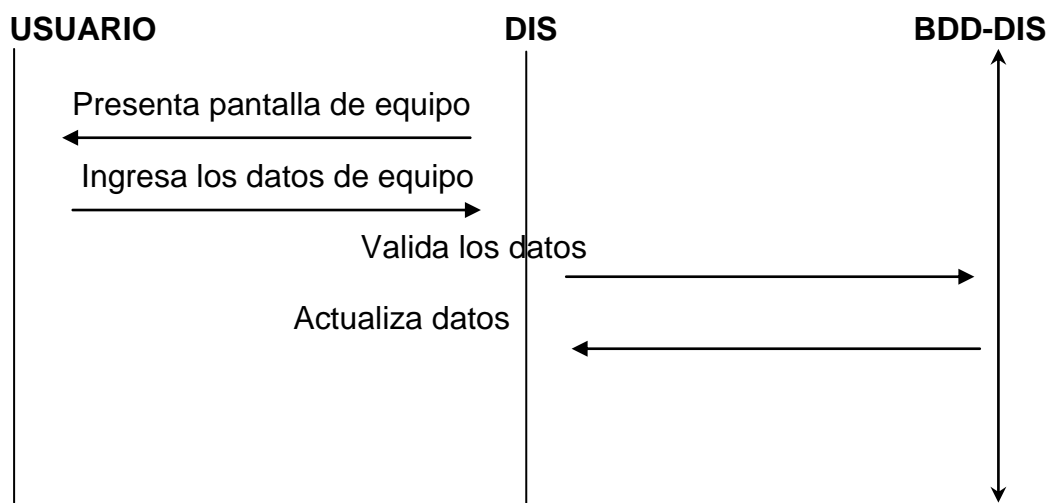 USUARIO DIS BDD-DIS
Presenta pantalla de equipo
Ingresa los datos de equipo
Valida los datos
Actualiza datos